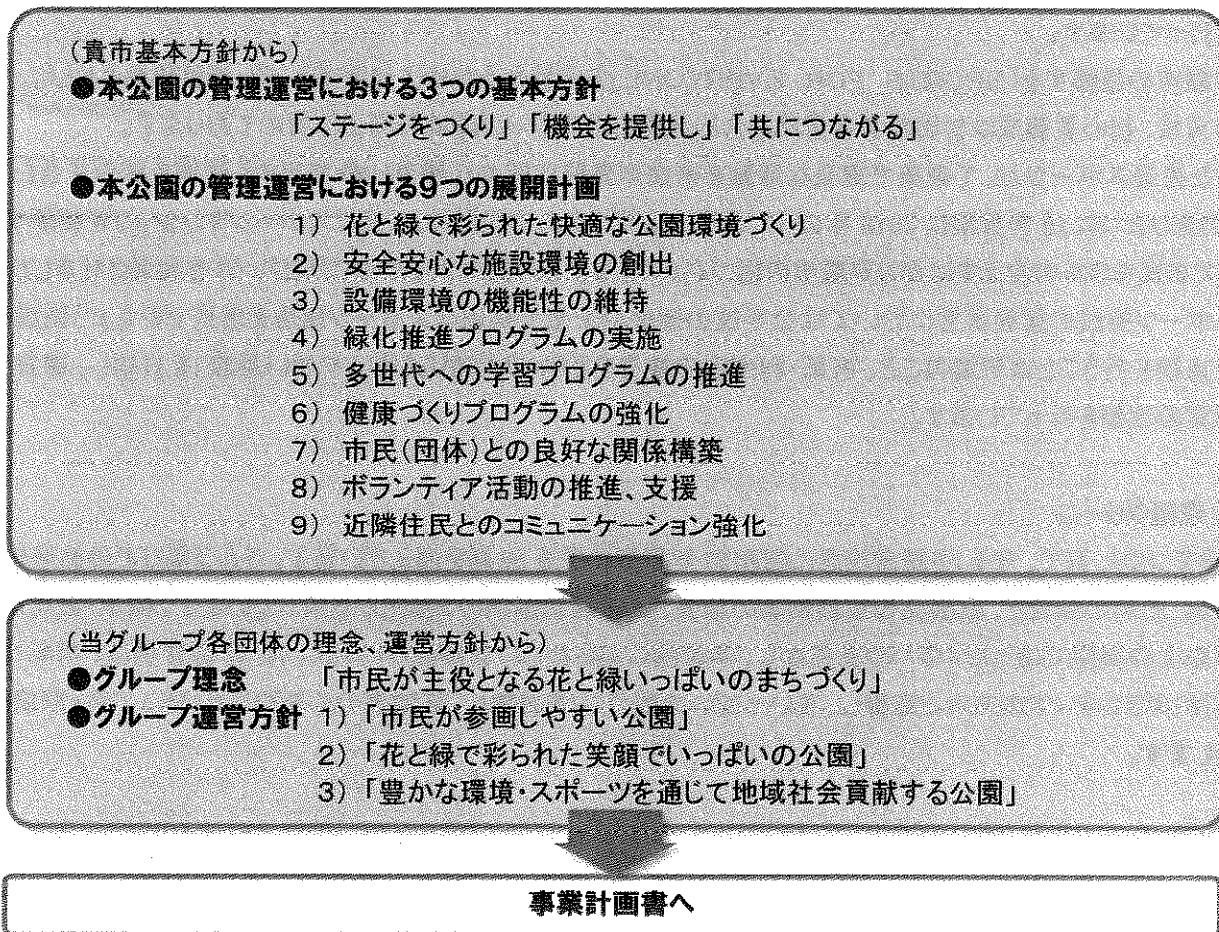 （貴市基本方針から）
●本公園の管理運営における3つの基本方針
「ステージをつくり」「機会を提供し」「共につながる」
●本公園の管理運営における9つの展開計画
1） 花と緑で彩られた快適な公園環境づくり
2） 安全安心な施設環境の創出
3） 設備環境の機能性の維持
4） 緑化推進プログラムの実施
5） 多世代への学習プログラムの推進
6） 健康づくりプログラムの強化
7） 市民（団体）との良好な関係構築
8） ボランティア活動の推進、支援
9） 近隣住民とのコミュニケーション強化
（当グループ各団体の理念、運営方針から）
●グループ理念 「市民が主役となる花と緑いっぱいのまちづくり」
●グループ運営方針 1）「市民が参画しやすい公園」
2）「花と緑で彩られた笑顔でいっぱいの公園」
3）「豊かな環境・スポーツを通じて地域社会貢献する公園」
事業計画書へ